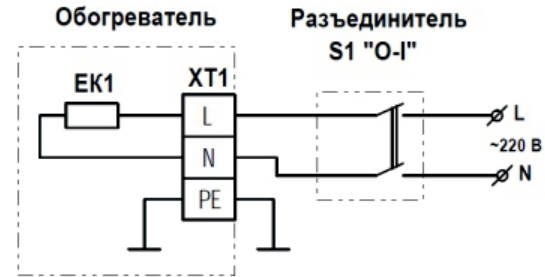 Обогреватель
Разъединитель
S1 "O-I"
EK1
XT1
L
N
PE
L
~220 В
N